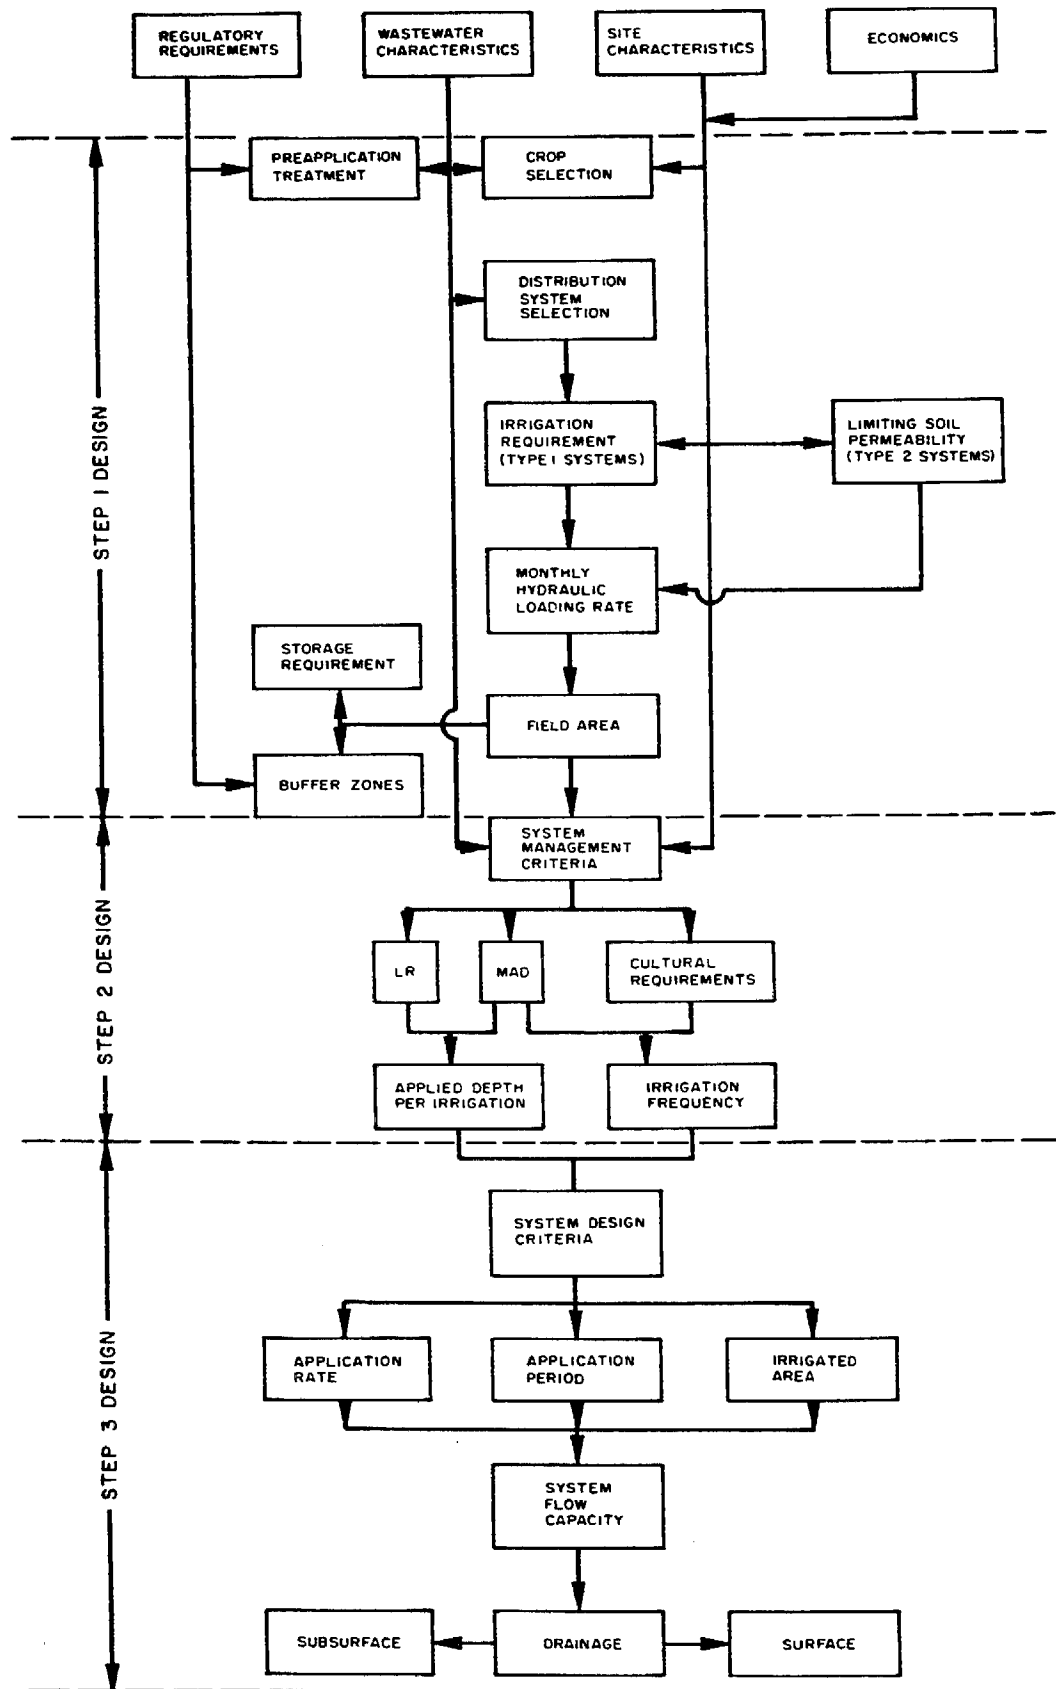 REGULATORY
REQUIREMENTS
WASTEWATER
CHARACTERISTICS
SITE
CHARACTERISTICS
ECONOMICS
PREAPPLICATION
TREATMENT
CROP
SELECTION
DISTRIBUTION
SYSTEM
SELECTION
IRRIGATION
REQUIREMENT
(TYPE 1 SYSTEMS)
LIMITING SOIL
PERMEABILITY
(TYPE 2 SYSTEMS)
STEP 1 DESIGN
MONTHLY
HYDRAULIC
LOADING RATE
STORAGE
REQUIREMENT
FIELD AREA
BUFFER ZONES
SYSTEM
MANAGEMENT
CRITERIA
STEP 2 DESIGN
LR
MAD
CULTURAL
REQUIREMENTS
APPLIED DEPTH
PER IRRIGATION
IRRIGATION
FREQUENCY
SYSTEM DESIGN
CRITERIA
STEP 3 DESIGN
APPLICATION
RATE
APPLICATION
PERIOD
IRRIGATED
AREA
SYSTEM
FLOW
CAPACITY
SUBSURFACE
DRAINAGE
SURFACE